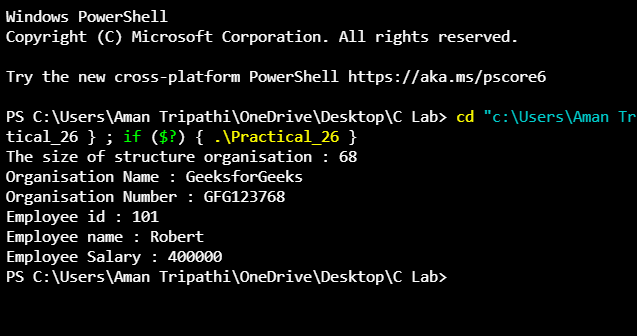 Windows PowerShell
Copyright (C) Microsoft Corporation. All rights reserved.
Try the new cross-platform PowerShell https://aka.ms/pscore6
PS C:\Users\Aman Tripathi\OneDrive\Desktop\C Lab> cd "c:\Users\Aman Tr
tical_26 } ; if ($?) { .\Practical_26 }
The size of structure organisation : 68
Organisation Name : GeeksforGeeks
Organisation Number : GFG123768
Employee id : 101
Employee name : Robert
Employee Salary : 400000
PS C:\Users\Aman Tripathi\OneDrive\Desktop\C Lab>